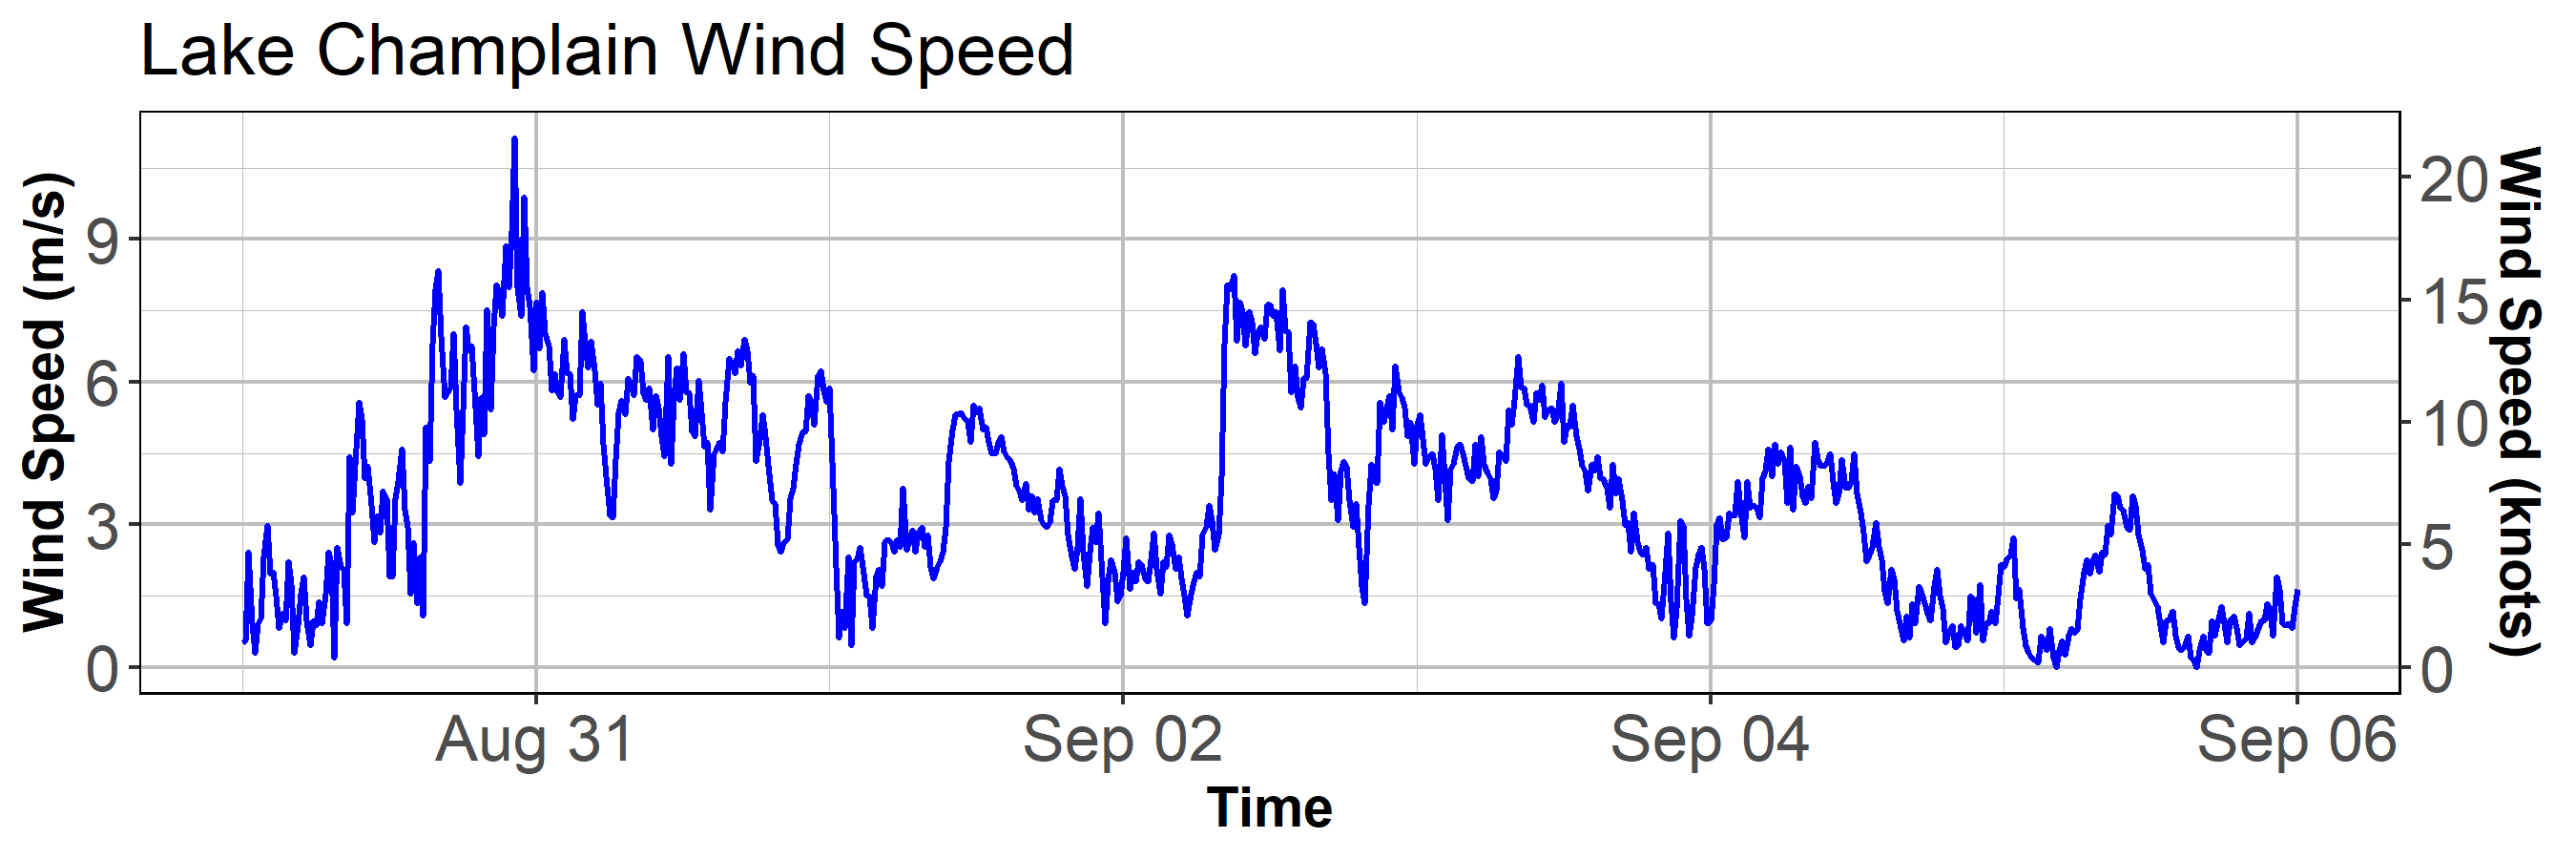 Lake Champlain Wind Speed
Wind Speed (m/s)
9
6
3
0
20
15
10
5
0
Wind Speed (knots)
Aug 31
Sep 02
Sep 04
Sep 06
Time